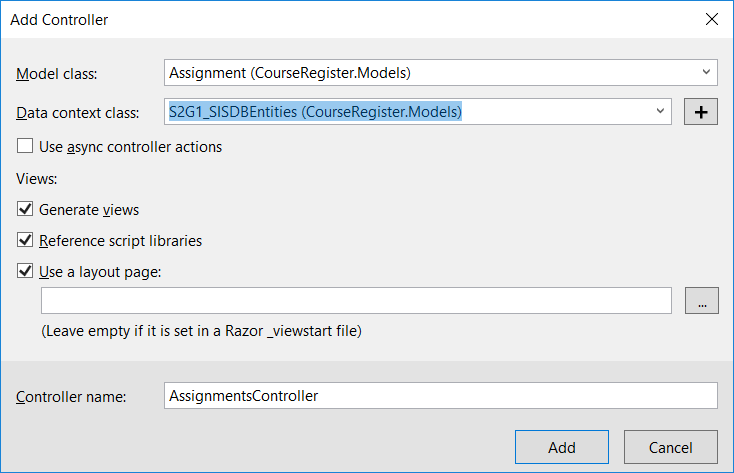 Add Controller
Model class:
Assignment (CourseRegister.Models)
Data context class:
S2G1_SISDBEntities (CourseRegister.Models)
+
Use async controller actions
Views:
Generate views
Reference script libraries
Use a layout page:
...
(Leave empty if it is set in a Razor _viewstart file)
Controller name:
AssignmentsController
Add
Cancel